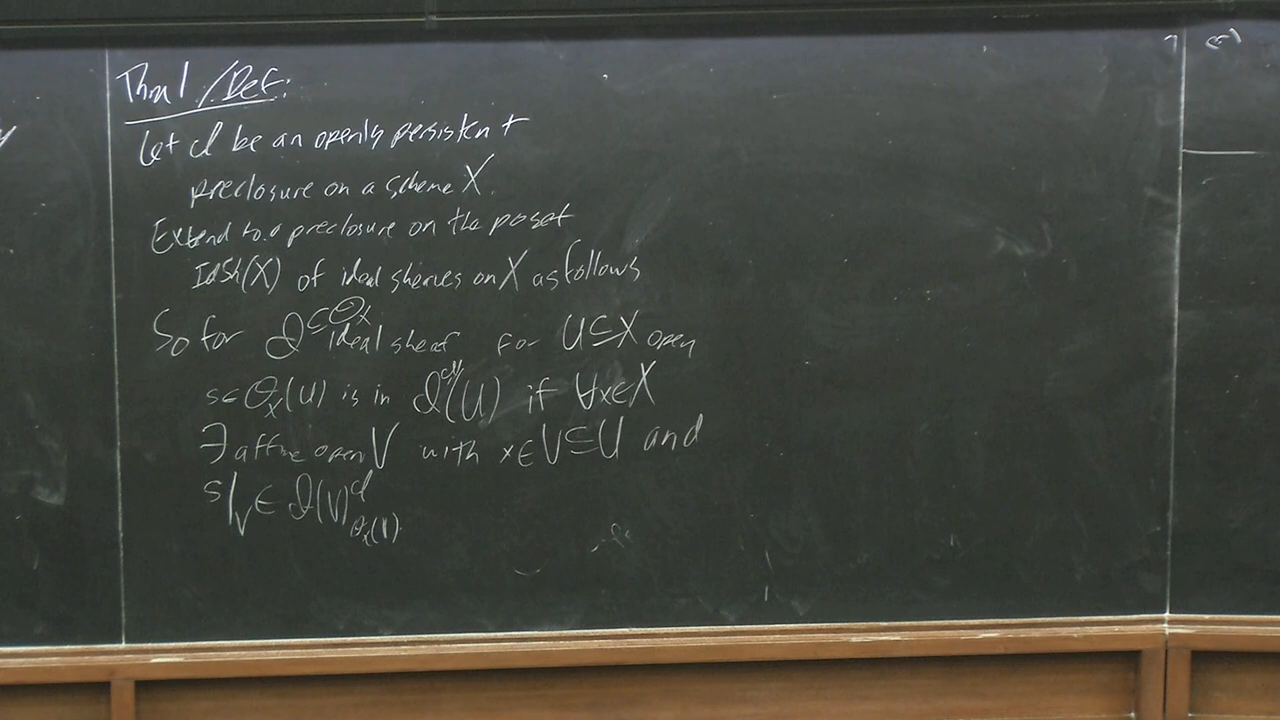 Thm 1 / Def:
Let cl be an openly persistent
preclosure on a scheme X.
Extend to a preclosure on the poset
IdSh(X) of ideal sheaves on X as follows
So for 𝓘 ⊆ 𝒪_X ideal sheaf for U ⊆ X open
s ∈ 𝒪_X(U) is in 𝓘^cl(U) if ∀x∈X
∃ affine open V with x ∈ V ⊆ U and
s|_V ∈ 𝓘(V)^cl_{𝒪_X(V)}